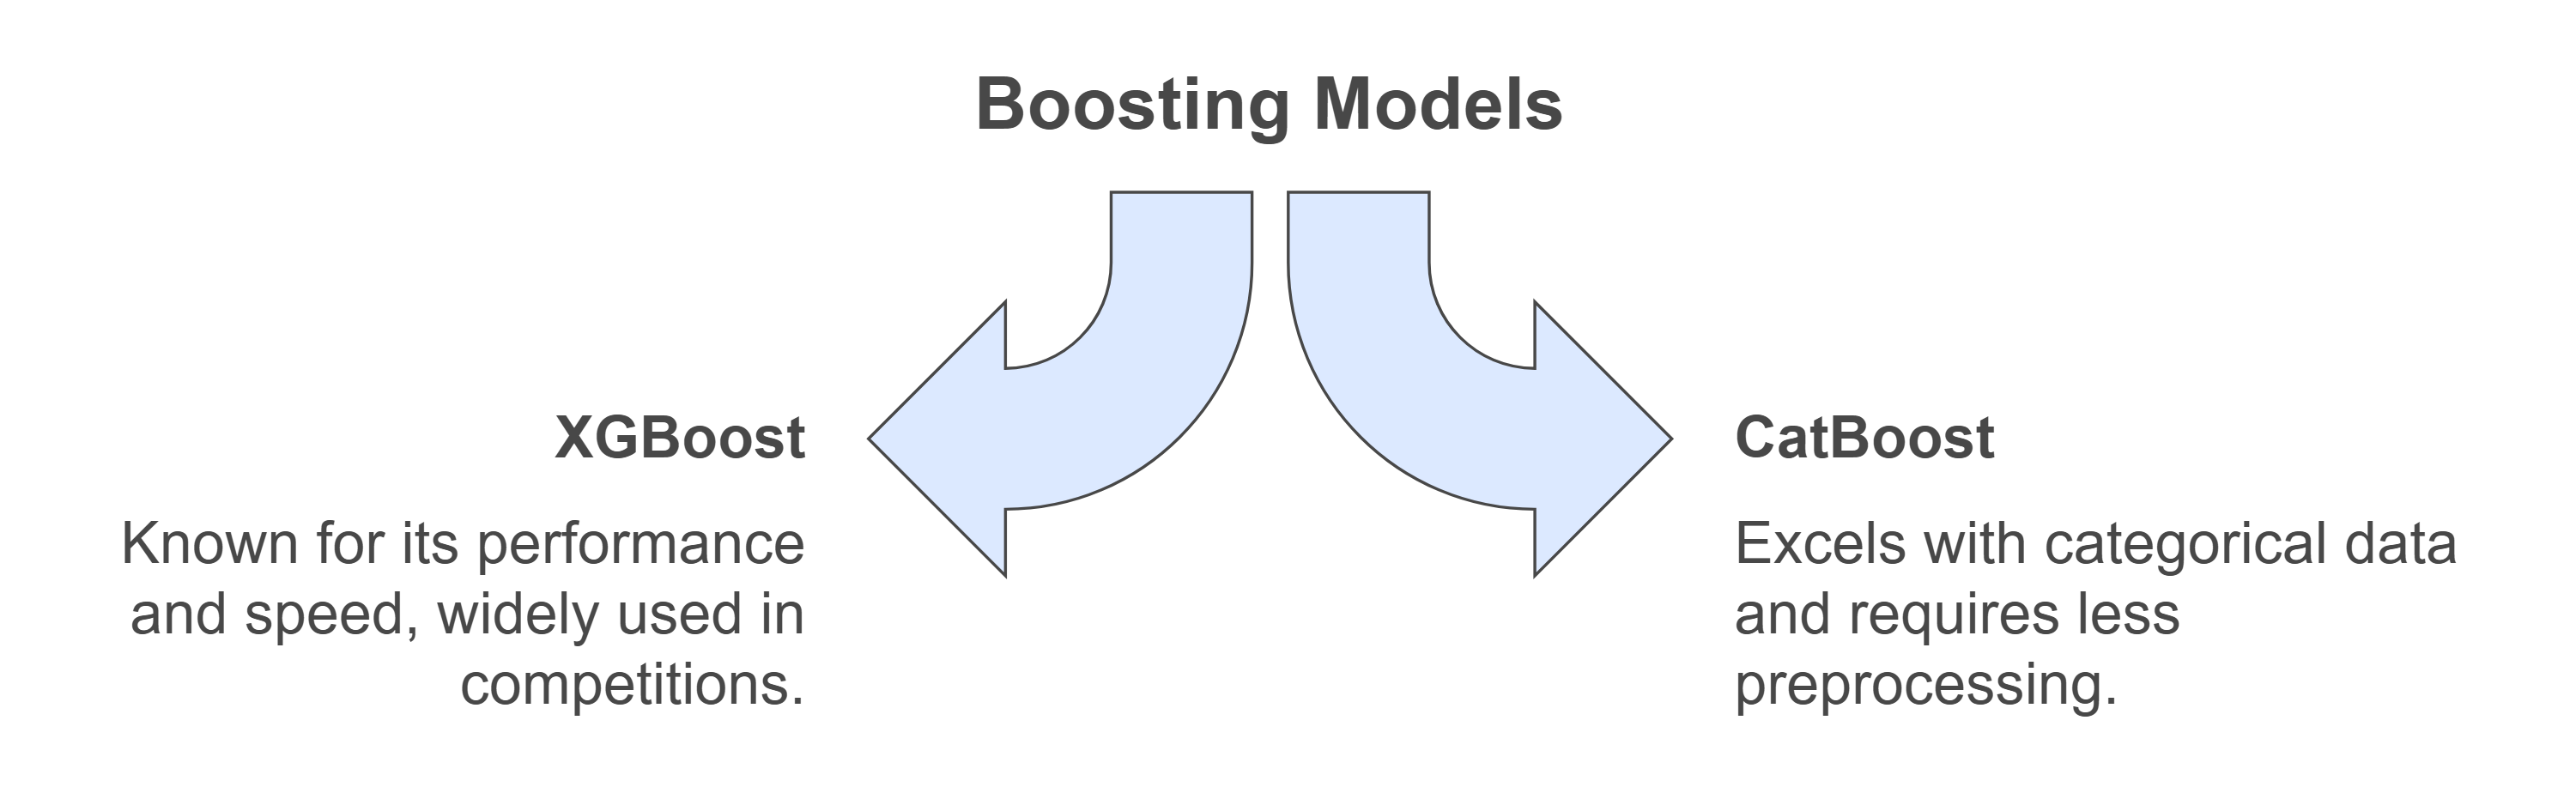 Boosting Models
XGBoost
Known for its performance
and speed, widely used in
competitions.
CatBoost
Excels with categorical data
and requires less
preprocessing.